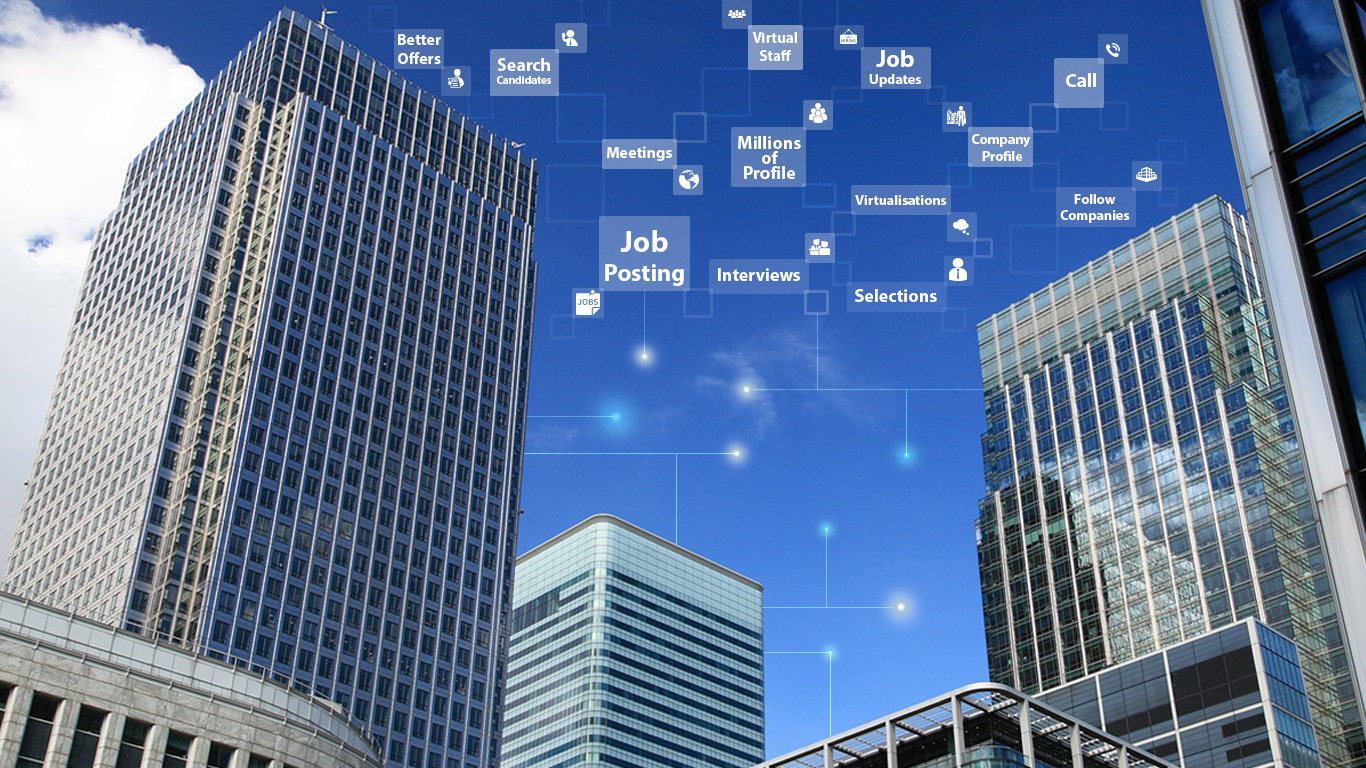 Better
Offers
Search
Candidates
Virtual
Staff
HIRING
Job
Updates
Call
Meetings
Millions
of
Profile
Company
Profile
Virtualisations
Follow
Companies
Job
Posting
Interviews
Selections
JOBS